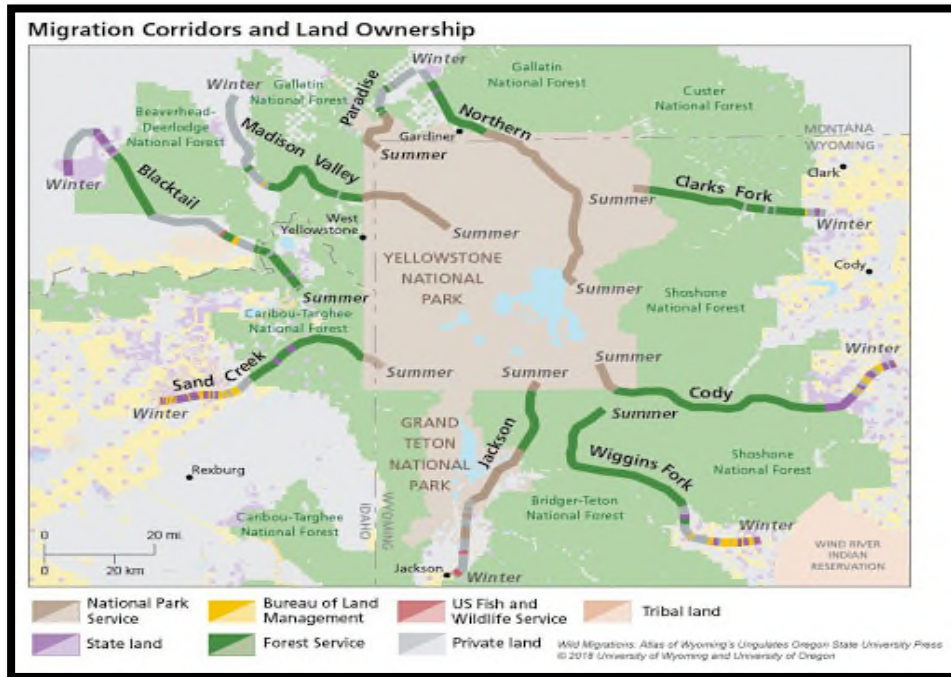 Migration Corridors and Land Ownership
Winter
Gallatin
National Forest
Paradise
Winter
Gallatin
National Forest
Custer
National Forest
Beaverhead-
Deerlodge
National Forest
Madison Valley
Gardiner
Northern
MONTANA
WYOMING
Summer
Clark
Winter
Blacktail
Summer
Clarks Fork
Winter
West
Yellowstone
Summer
YELLOWSTONE
NATIONAL
PARK
Cody
Summer
Summer
Shoshone
National Forest
Caribou-Targhee
National Forest
Sand Creek
Summer
Summer
Summer
Winter
Winter
Cody
Summer
GRAND
TETON
NATIONAL
PARK
Jackson
Wiggins Fork
Shoshone
National Forest
Rexburg
Bridger-Teton
National Forest
Caribou-Targhee
National Forest
IDAHO
WYOMING
Winter
WIND RIVER
INDIAN
RESERVATION
0 20 mi.
0 20 km
Jackson
Winter
National Park
Service
Bureau of Land
Management
US Fish and
Wildlife Service
Tribal land
State land
Forest Service
Private land
Wild Migrations: Atlas of Wyoming's Ungulates Oregon State University Press
© 2018 University of Wyoming and University of Oregon